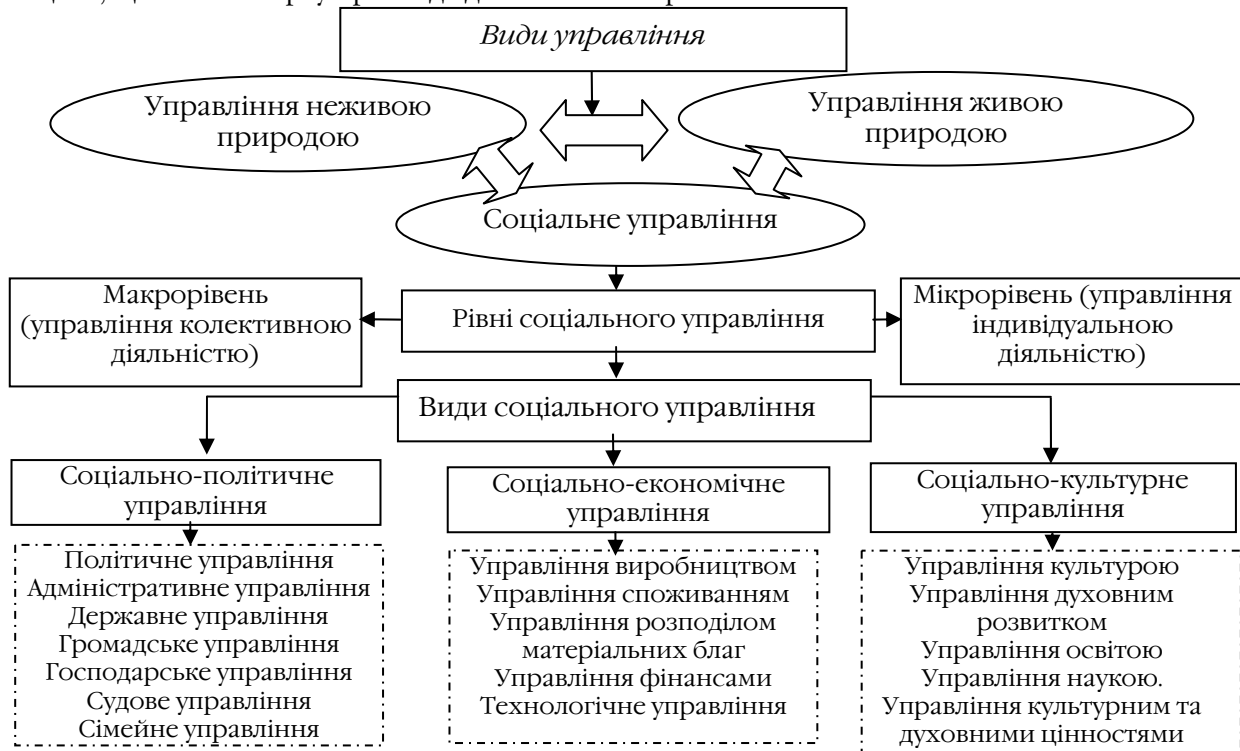 Види управління
Управління неживою
природою
Управління живою
природою
Соціальне управління
Макрорівень
(управління колективною
діяльністю)
Рівні соціального управління
Мікрорівень (управління
індивідуальною
діяльністю)
Види соціального управління
Соціально-політичне
управління
Соціально-економічне
управління
Соціально-культурне
управління
Політичне управління
Адміністративне управління
Державне управління
Громадське управління
Господарське управління
Судове управління
Сімейне управління
Управління виробництвом
Управління споживанням
Управління розподілом
матеріальних благ
Управління фінансами
Технологічне управління
Управління культурою
Управління духовним
розвитком
Управління освітою
Управління наукою.
Управління культурним та
духовними цінностями